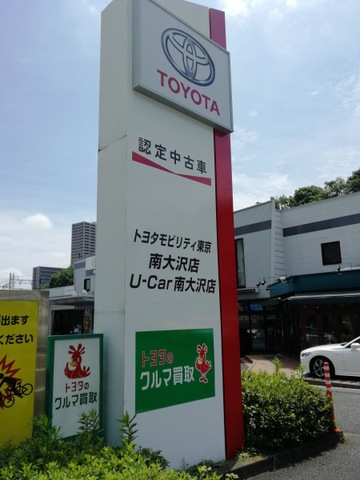 TOYOTA
認定中古車
トヨタモビリティ東京
南大沢店
U-Car南大沢店
トヨタの
クルマ買取
トヨタの
クルマ買取
が出ます
ください